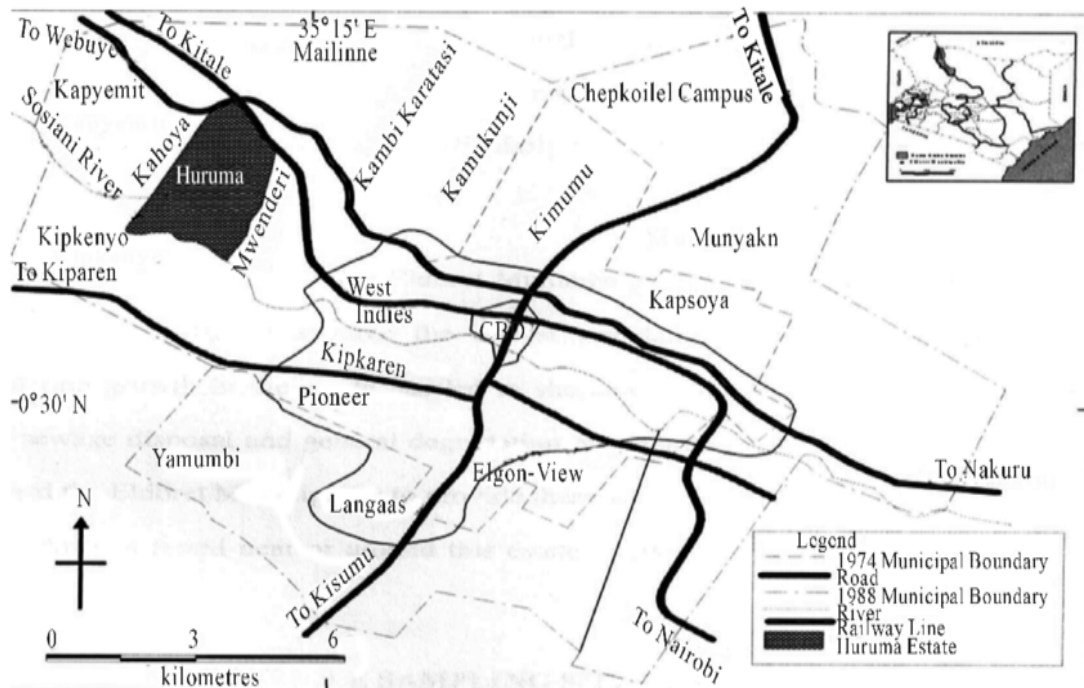 35° 15' E
Mailinne
To Webuye
To Kitale
To Kitale
Kapyemit
Kambi Karatasi
Chepkoilel Campus
Sosiani River
Kahoya
Huruma
Kamukunji
Kimumu
Mwenderi
Kipkenyo
Munyakn
To Kiparen
West
Indies
Kapsoya
CBD
Kipkaren
Pioneer
0° 30' N
Yamumbi
Elgon-View
To Nakuru
Langaas
N
To Kisumu
To Nairobi
0 3 6
kilometres
Legend
1974 Municipal Boundary
Road
1988 Municipal Boundary
River
Railway Line
Huruma Estate